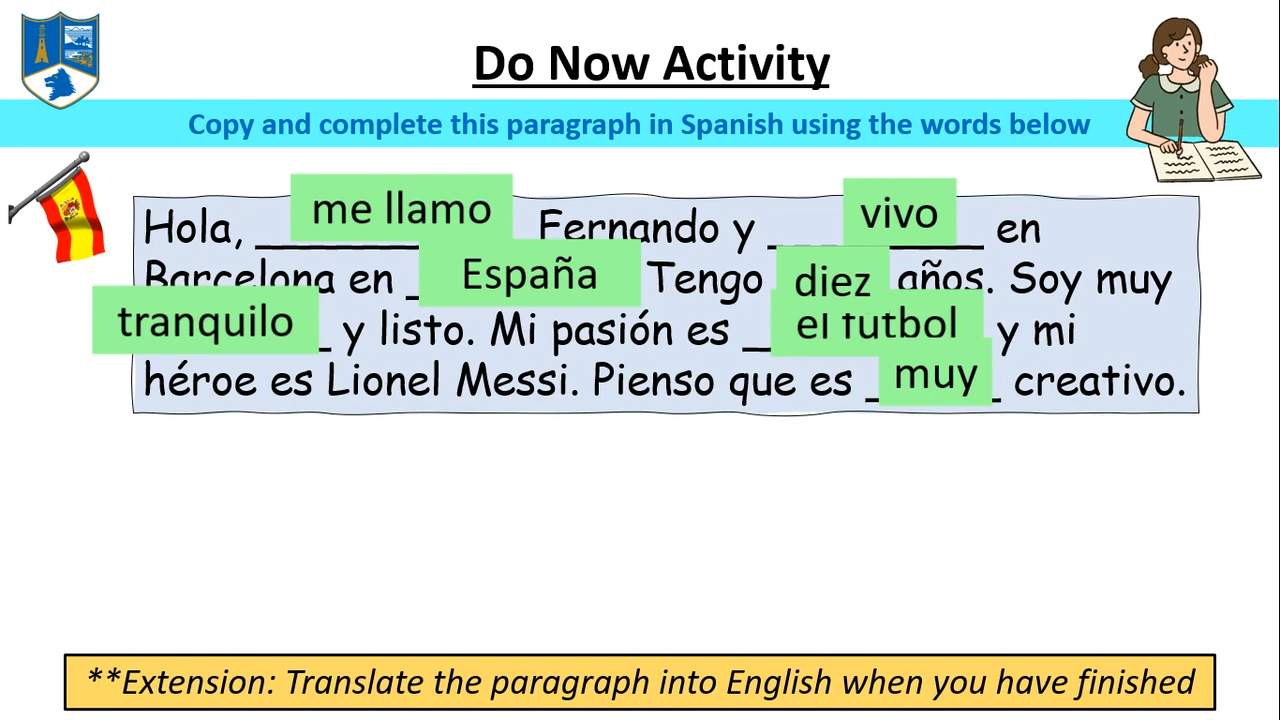 Do Now Activity
Copy and complete this paragraph in Spanish using the words below
Hola, me llamo Fernando y vivo en
Barcelona en España Tengo diez años. Soy muy
tranquilo y listo. Mi pasión es el futbol y mi
héroe es Lionel Messi. Pienso que es muy creativo.
**Extension: Translate the paragraph into English when you have finished